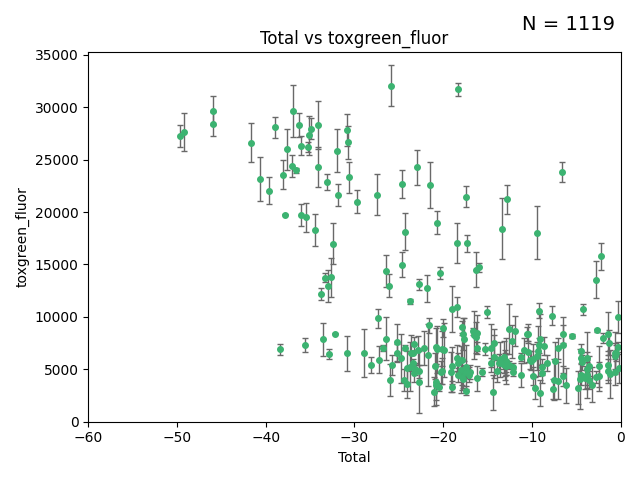 N = 1119
Total vs toxgreen_fluor
35000
30000
25000
20000
15000
10000
5000
0
toxgreen_fluor
−60 −50 −40 −30 −20 −10 0
Total